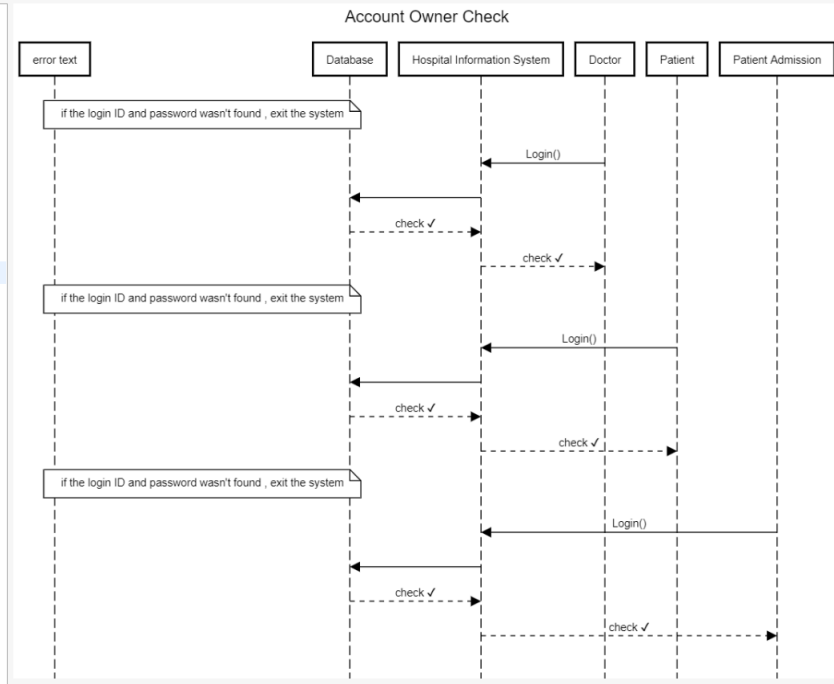 Account Owner Check
error text
Database
Hospital Information System
Doctor
Patient
Patient Admission
if the login ID and password wasn't found , exit the system
Login()
check ✓
check ✓
if the login ID and password wasn't found , exit the system
Login()
check ✓
check ✓
if the login ID and password wasn't found , exit the system
Login()
check ✓
check ✓